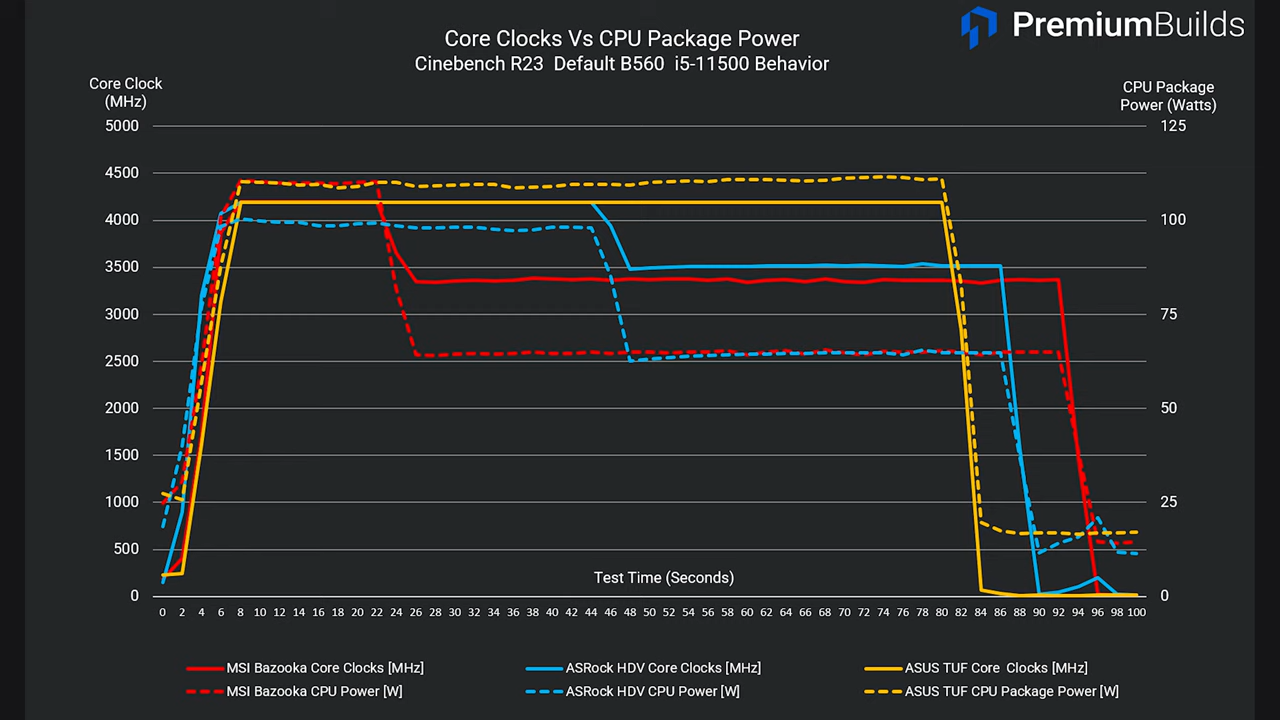 PremiumBuilds
Core Clocks Vs CPU Package Power
Cinebench R23 Default B560 i5-11500 Behavior
Core Clock
(MHz)
CPU Package
Power (Watts)
5000
125
4500
4000
100
3500
3000
75
2500
2000
50
1500
1000
25
500
Test Time (Seconds)
0
0
0 2 4 6 8 10 12 14 16 18 20 22 24 26 28 30 32 34 36 38 40 42 44 46 48 50 52 54 56 58 60 62 64 66 68 70 72 74 76 78 80 82 84 86 88 90 92 94 96 98 100
MSI Bazooka Core Clocks [MHz]
ASRock HDV Core Clocks [MHz]
ASUS TUF Core Clocks [MHz]
MSI Bazooka CPU Power [W]
ASRock HDV CPU Power [W]
ASUS TUF CPU Package Power [W]